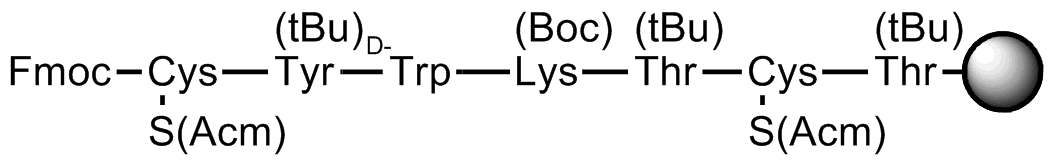 (tBu) D- (Boc) (tBu) (tBu)
Fmoc–Cys—Tyr—Trp—Lys—Thr—Cys—Thr
S(Acm) S(Acm)